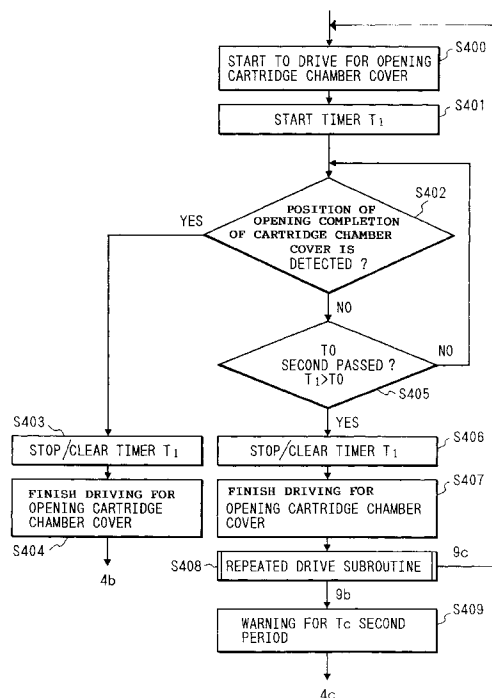 S400
START TO DRIVE FOR OPENING
CARTRIDGE CHAMBER COVER
S401
START TIMER T1
S402
YES
POSITION OF
OPENING COMPLETION
OF CARTRIDGE CHAMBER
COVER IS
DETECTED ?
NO
TO
SECOND PASSED ?
T1>TO
NO
S405
YES
S403
STOP/CLEAR TIMER T1
S406
STOP/CLEAR TIMER T1
FINISH DRIVING FOR
OPENING CARTRIDGE
CHAMBER COVER
S404
4b
S407
FINISH DRIVING FOR
OPENING CARTRIDGE CHAMBER
COVER
S408
REPEATED DRIVE SUBROUTINE
9c
9b
S409
WARNING FOR Tc SECOND
PERIOD
4c